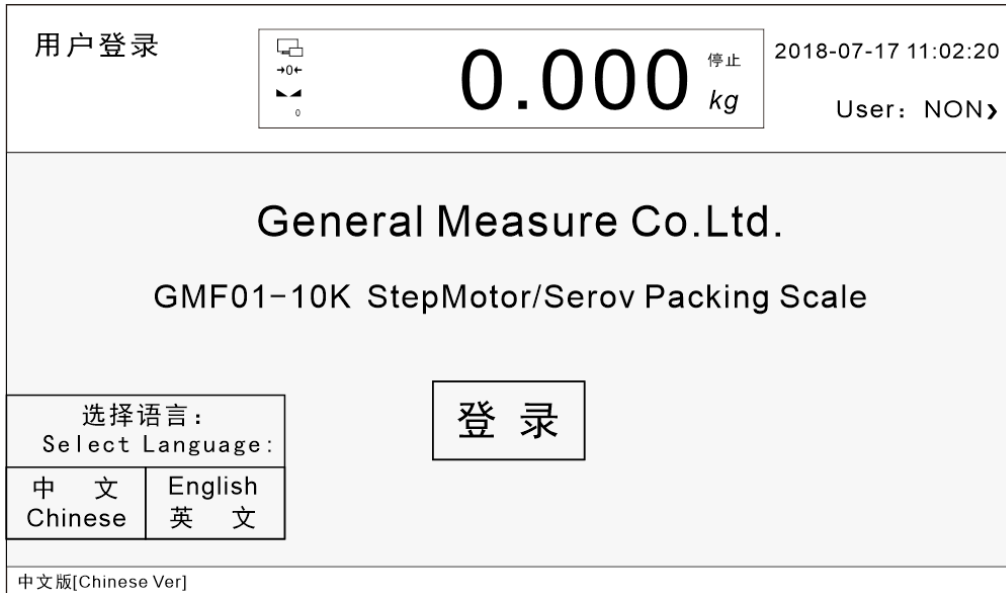 用户登录
→0←
0
0.000
停止
kg
2018-07-17 11:02:20
User：NON❯
General Measure Co.Ltd.
GMF01-10K StepMotor/Serov Packing Scale
登 录
选择语言：
Select Language:
中 文
Chinese
English
英 文
中文版[Chinese Ver]